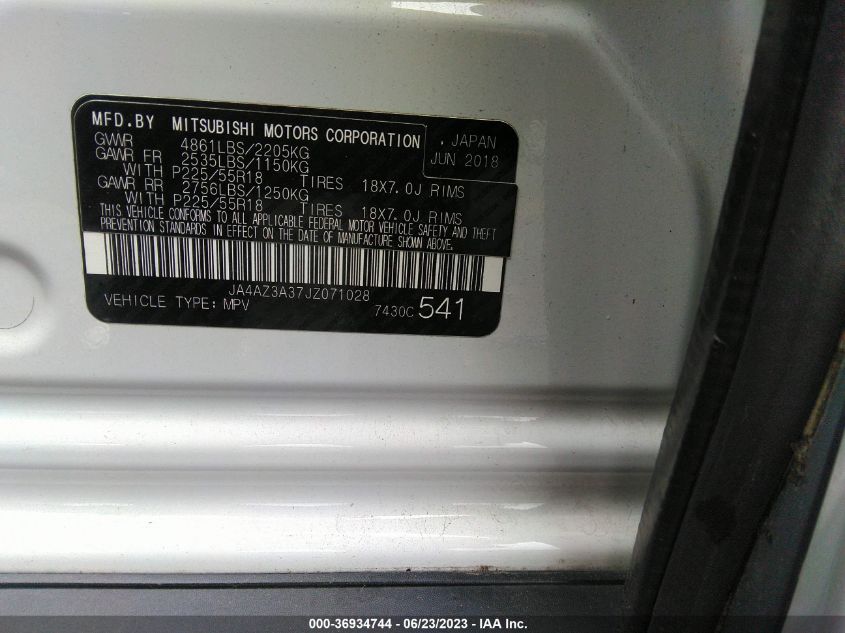 MFD.BY MITSUBISHI MOTORS CORPORATION , JAPAN
GVWR 4861LBS/2205KG JUN 2018
GAWR FR 2535LBS/1150KG
WITH P225/55R18 TIRES 18X7.0J RIMS
GAWR RR 2756LBS/1250KG
WITH P225/55R18 TIRES 18X7.0J RIMS
THIS VEHICLE CONFORMS TO ALL APPLICABLE FEDERAL MOTOR VEHICLE SAFETY AND THEFT
PREVENTION STANDARDS IN EFFECT ON THE DATE OF MANUFACTURE SHOWN ABOVE.
JA4AZ3A37JZ071028
VEHICLE TYPE: MPV 7430C 541
000-36934744 - 06/23/2023 - IAA Inc.